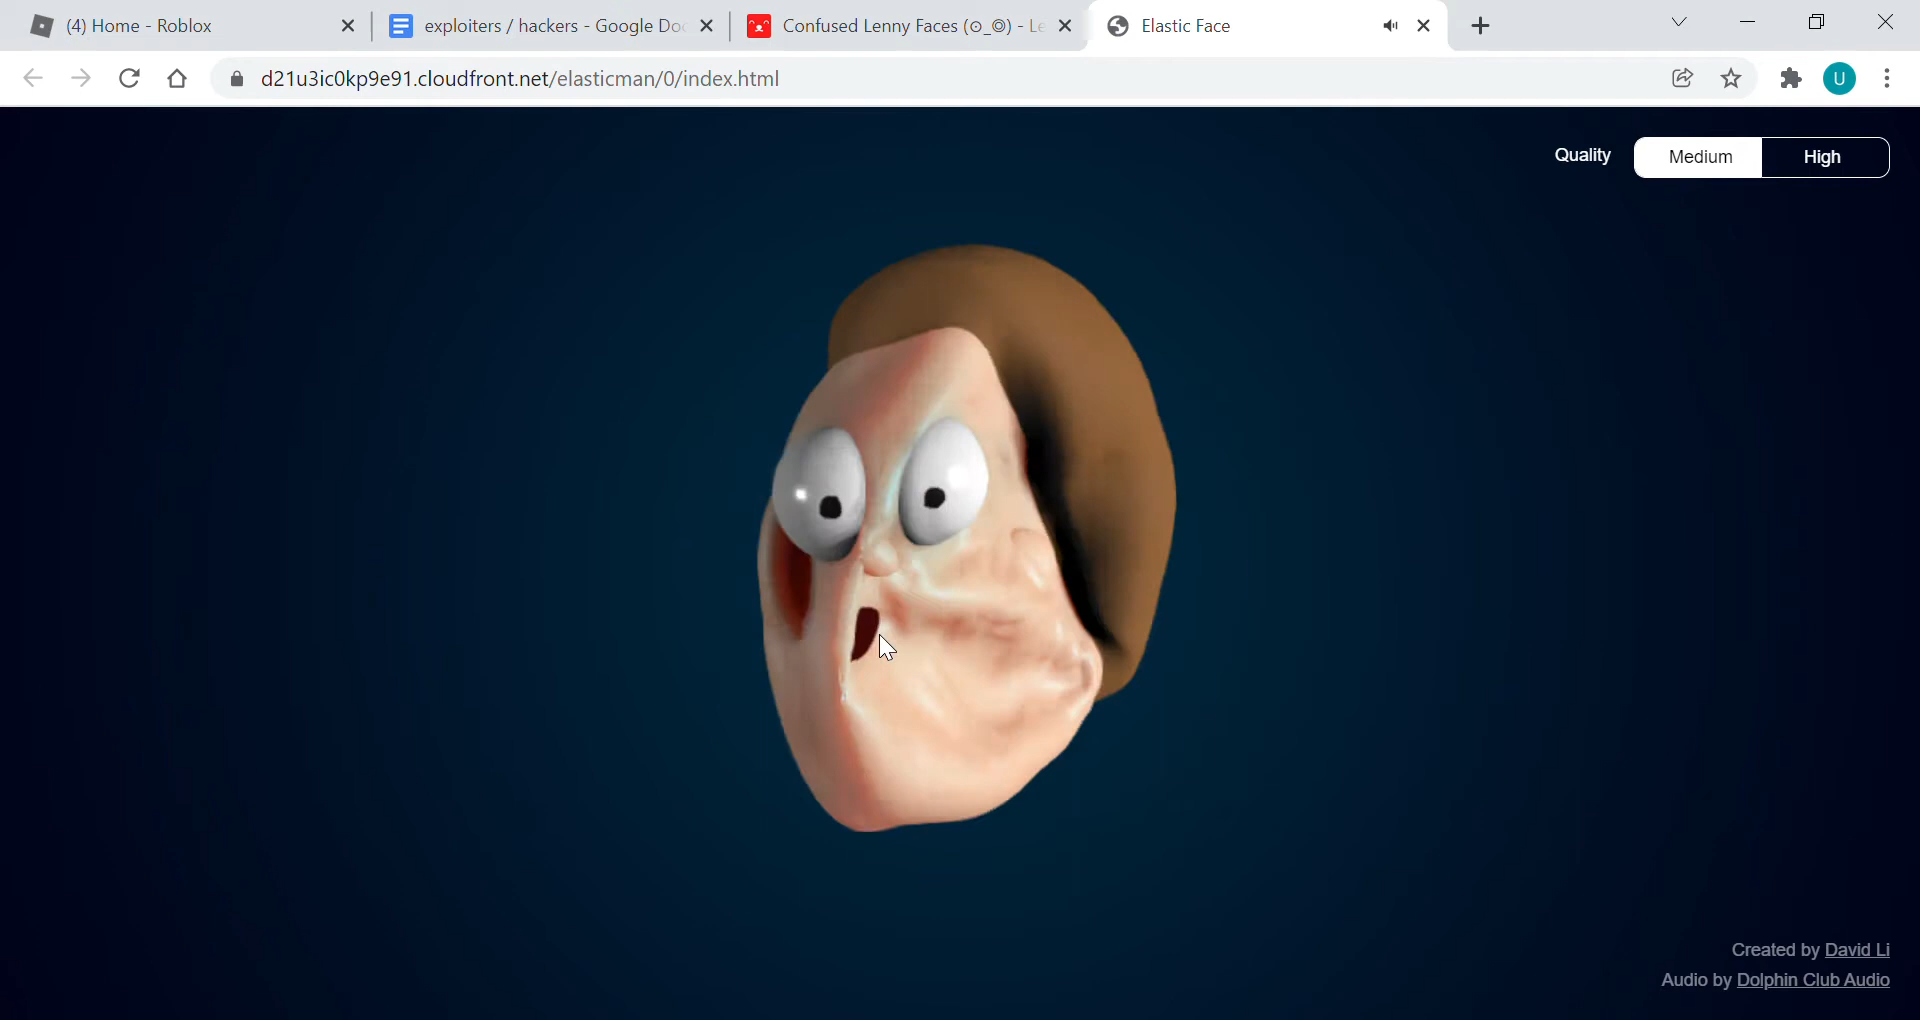 (4) Home - Roblox
exploiters / hackers - Google Doc
Confused Lenny Faces (⊙_◎) - Le
Elastic Face
d21u3ic0kp9e91.cloudfront.net/elasticman/0/index.html
U
Quality
Medium
High
Created by David Li
Audio by Dolphin Club Audio